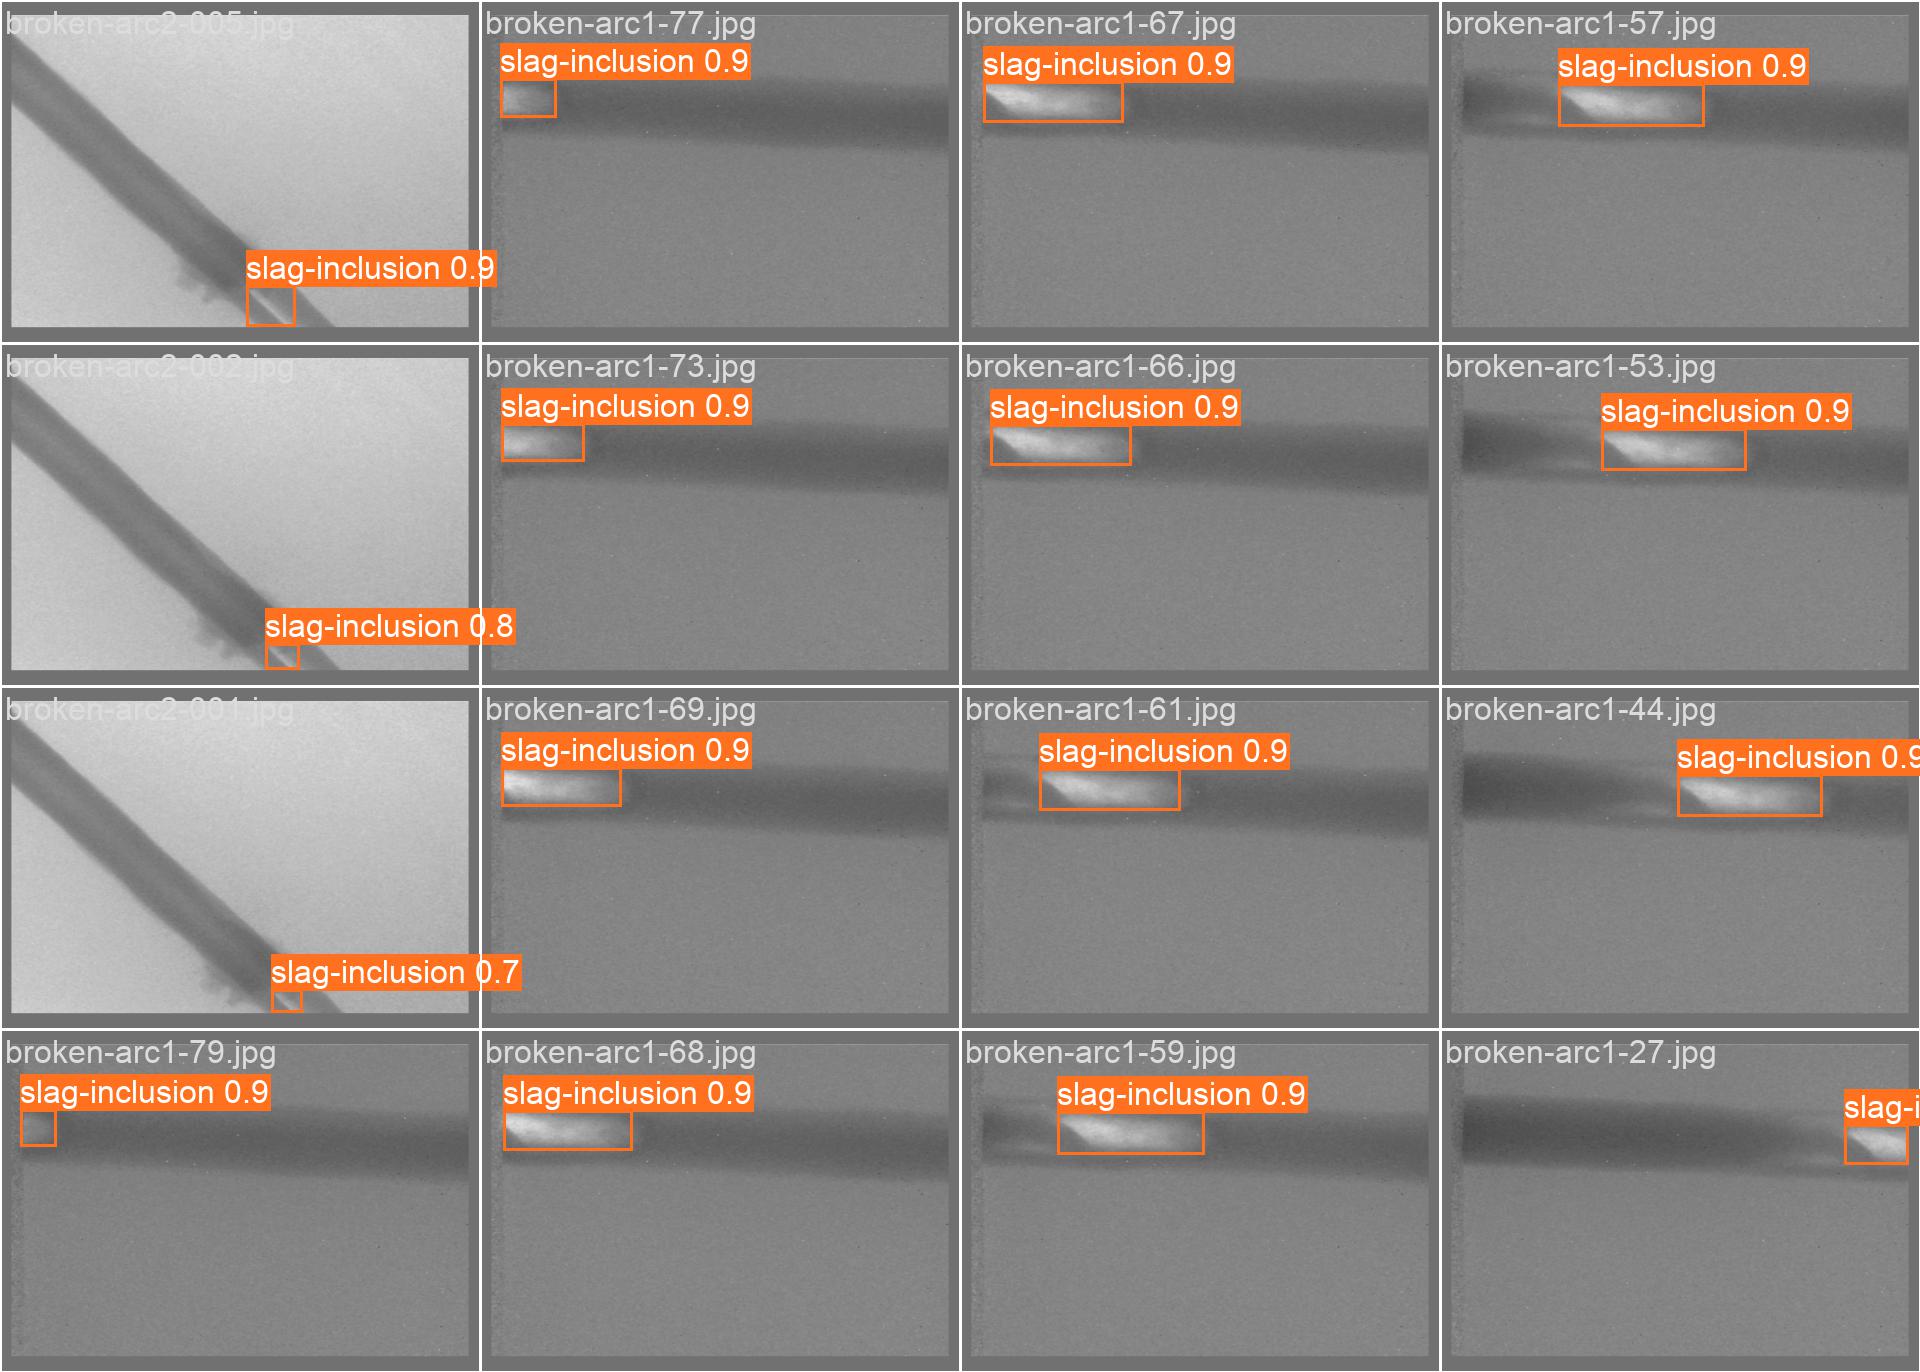 broken-arc2-005.jpg
slag-inclusion 0.9
broken-arc1-77.jpg
slag-inclusion 0.9
broken-arc1-67.jpg
slag-inclusion 0.9
broken-arc1-57.jpg
slag-inclusion 0.9
broken-arc2-002.jpg
slag-inclusion 0.8
broken-arc1-73.jpg
slag-inclusion 0.9
broken-arc1-66.jpg
slag-inclusion 0.9
broken-arc1-53.jpg
slag-inclusion 0.9
broken-arc2-001.jpg
slag-inclusion 0.7
broken-arc1-69.jpg
slag-inclusion 0.9
broken-arc1-61.jpg
slag-inclusion 0.9
broken-arc1-44.jpg
slag-inclusion 0.9
broken-arc1-79.jpg
slag-inclusion 0.9
broken-arc1-68.jpg
slag-inclusion 0.9
broken-arc1-59.jpg
slag-inclusion 0.9
broken-arc1-27.jpg
slag-i